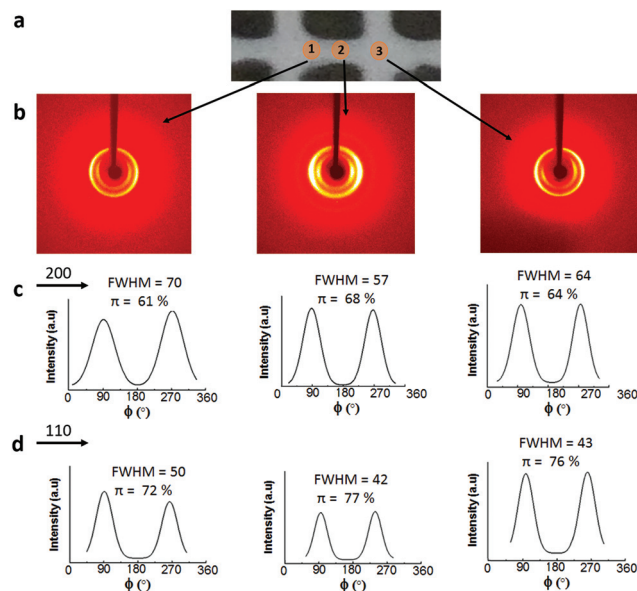 a
1 2 3
b
200
c
FWHM = 70
π = 61 %
Intensity (a.u)
0 90 180 270 360
ϕ (°)
FWHM = 57
π = 68 %
Intensity (a.u)
0 90 180 270 360
ϕ (°)
FWHM = 64
π = 64 %
Intensity (a.u)
0 90 180 270 360
ϕ (°)
110
d
FWHM = 50
π = 72 %
Intensity (a.u)
0 90 180 270 360
ϕ (°)
FWHM = 42
π = 77 %
Intensity (a.u)
0 90 180 270 360
ϕ (°)
FWHM = 43
π = 76 %
Intensity (a.u)
0 90 180 270 360
ϕ (°)